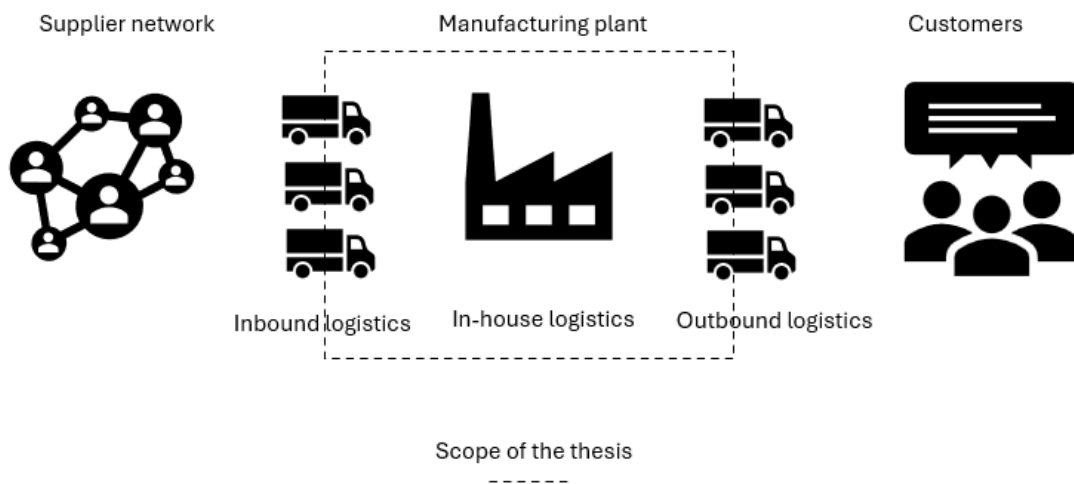 Supplier network
Manufacturing plant
Customers
Inbound logistics
In-house logistics
Outbound logistics
Scope of the thesis